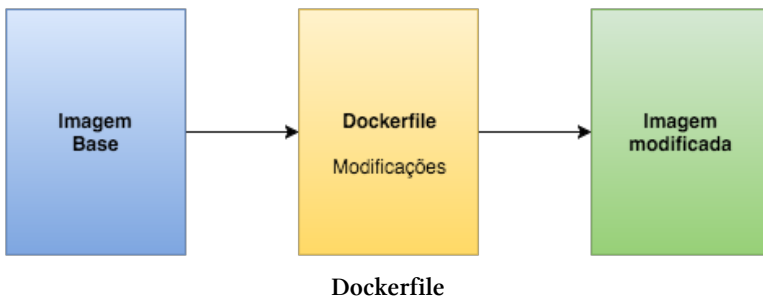 Imagem
Base
Dockerfile
Modificações
Imagem
modificada
Dockerfile